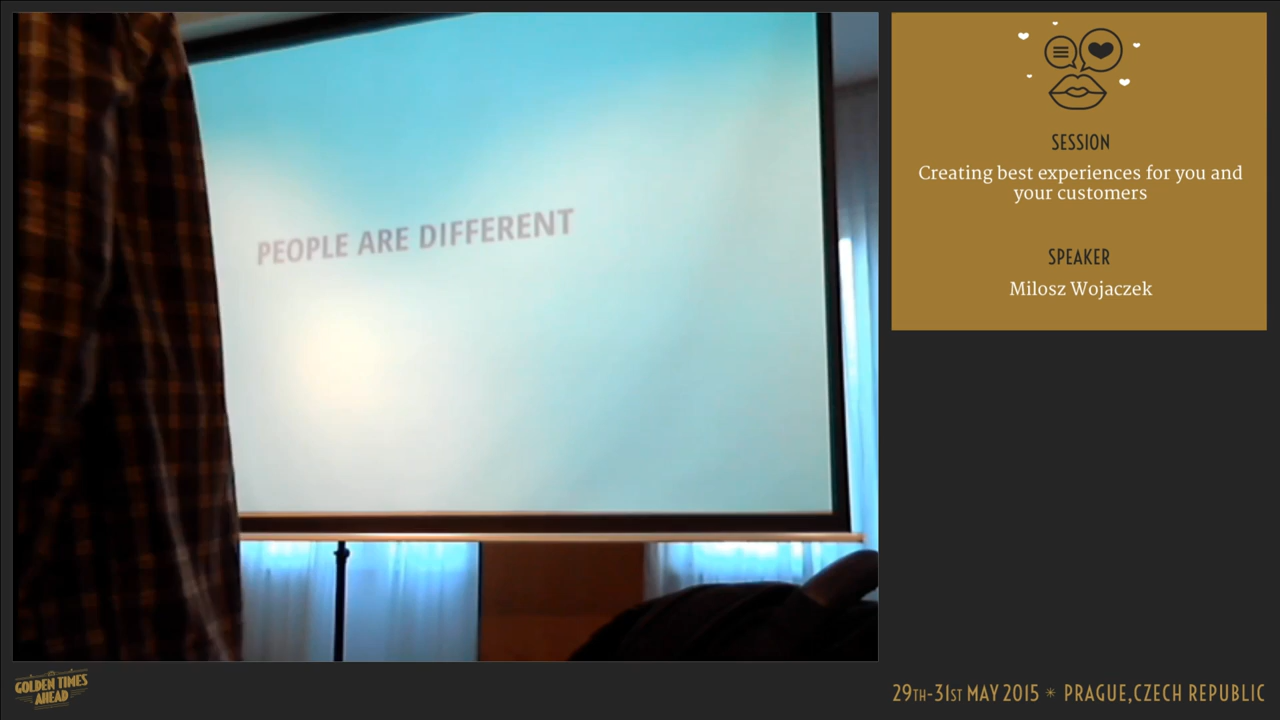 PEOPLE ARE DIFFERENT
SESSION
Creating best experiences for you and
your customers
SPEAKER
Milosz Wojaczek
GOLDEN TIMES
AHEAD
29TH-31ST MAY 2015 * PRAGUE,CZECH REPUBLIC